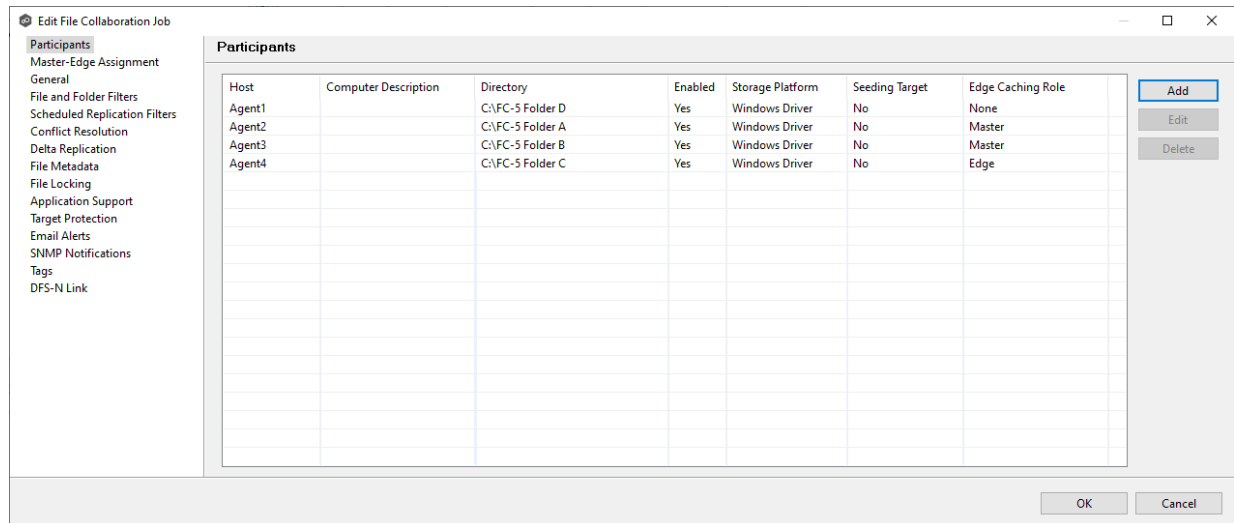 Edit File Collaboration Job
Participants
Master-Edge Assignment
General
File and Folder Filters
Scheduled Replication Filters
Conflict Resolution
Delta Replication
File Metadata
File Locking
Application Support
Target Protection
Email Alerts
SNMP Notifications
Tags
DFS-N Link
Participants
Host Computer Description Directory Enabled Storage Platform Seeding Target Edge Caching Role
Agent1 C:\FC-5 Folder D Yes Windows Driver No None
Agent2 C:\FC-5 Folder A Yes Windows Driver No Master
Agent3 C:\FC-5 Folder B Yes Windows Driver No Master
Agent4 C:\FC-5 Folder C Yes Windows Driver No Edge
Add
Edit
Delete
OK Cancel